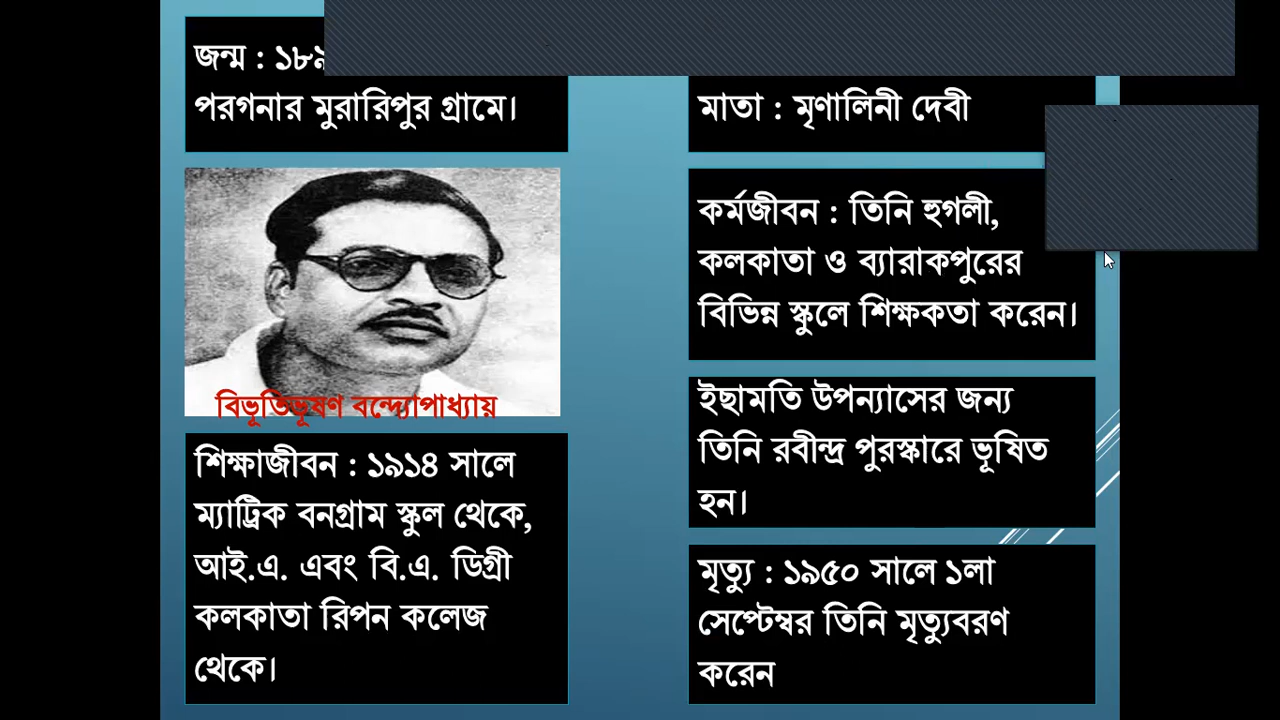 জন্ম : ১৮৯
পরগনার মুরারিপুর গ্রামে।
বিভূতিভূষণ বন্দ্যোপাধ্যায়
শিক্ষাজীবন : ১৯১৪ সালে
ম্যাট্রিক বনগ্রাম স্কুল থেকে,
আই.এ. এবং বি.এ. ডিগ্রী
কলকাতা রিপন কলেজ
থেকে।
মাতা : মৃণালিনী দেবী
কর্মজীবন : তিনি হুগলী,
কলকাতা ও ব্যারাকপুরের
বিভিন্ন স্কুলে শিক্ষকতা করেন।
ইছামতি উপন্যাসের জন্য
তিনি রবীন্দ্র পুরস্কারে ভূষিত
হন।
মৃত্যু : ১৯৫০ সালে ১লা
সেপ্টেম্বর তিনি মৃত্যুবরণ
করেন